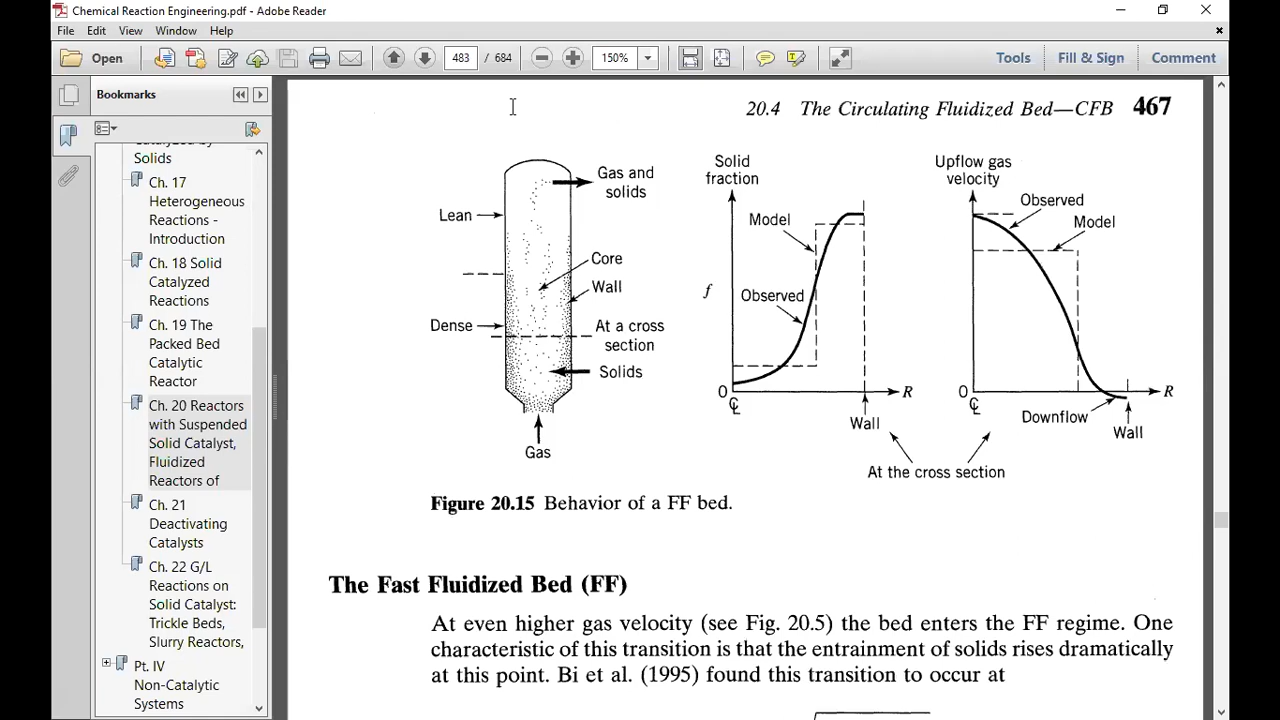 Chemical Reaction Engineering.pdf - Adobe Reader
File Edit View Window Help
Open 483 / 684 150% Tools Fill & Sign Comment
Bookmarks
Catalyzed by
Solids
Ch. 17
Heterogeneous
Reactions -
Introduction
Ch. 18 Solid
Catalyzed
Reactions
Ch. 19 The
Packed Bed
Catalytic
Reactor
Ch. 20 Reactors
with Suspended
Solid Catalyst,
Fluidized
Reactors of
Ch. 21
Deactivating
Catalysts
Ch. 22 G/L
Reactions on
Solid Catalyst:
Trickle Beds,
Slurry Reactors,
Pt. IV
Non-Catalytic
Systems
20.4 The Circulating Fluidized Bed—CFB 467
Gas and
solids
Lean
Core
Wall
Dense
At a cross
section
Solids
Gas
Solid
fraction
Model
f
Observed
0
℄
R
Wall
Upflow gas
velocity
Observed
Model
0
℄
R
Downflow
Wall
At the cross section
Figure 20.15 Behavior of a FF bed.
The Fast Fluidized Bed (FF)
At even higher gas velocity (see Fig. 20.5) the bed enters the FF regime. One
characteristic of this transition is that the entrainment of solids rises dramatically
at this point. Bi et al. (1995) found this transition to occur at